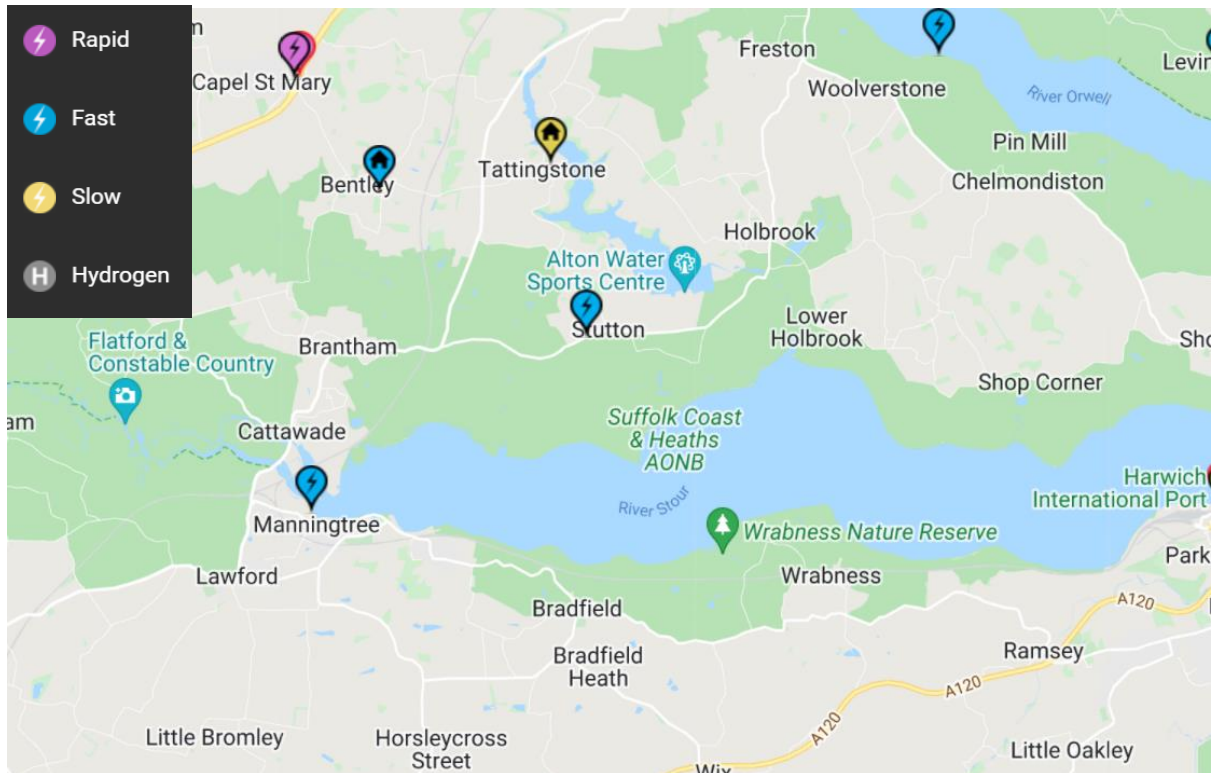 Rapid
Fast
Slow
H
Hydrogen
m
Capel St Mary
Freston
Levin
Woolverstone
River Orwell
Pin Mill
Tattingstone
Bentley
Chelmondiston
Holbrook
Alton Water
Sports Centre
Stutton
Lower
Holbrook
Flatford &
Constable Country
Brantham
Sho
Shop Corner
am
Cattawade
Suffolk Coast
& Heaths
AONB
Harwich
International Port
River Stour
Manningtree
Wrabness Nature Reserve
Park
Lawford
Wrabness
A120
Bradfield
Ramsey
Bradfield
Heath
A120
A120
Little Bromley
Horsleycross
Street
Little Oakley
Wix